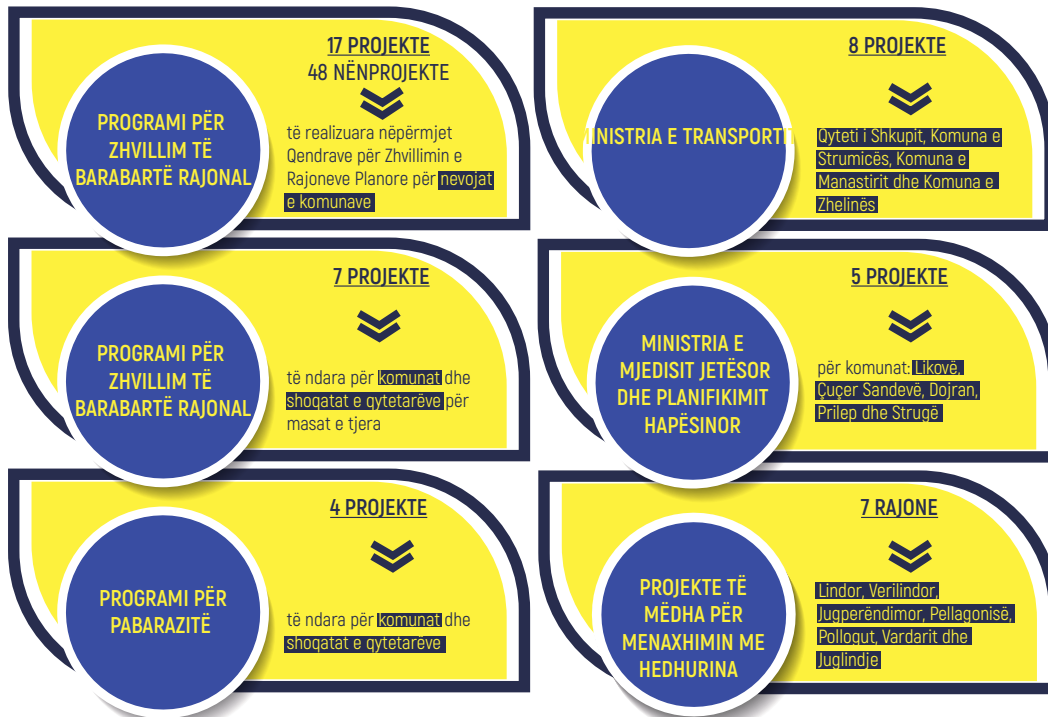 PROGRAMI PËR
ZHVILLIM TË
BARABARTË RAJONAL
17 PROJEKTE
48 NËNPROJEKTE
të realizuara nëpërmjet
Qendrave për Zhvillimin e
Rajoneve Planore për nevojat
e komunave
MINISTRIA E TRANSPORTIT
8 PROJEKTE
Qyteti i Shkupit, Komuna e
Strumicës, Komuna e
Manastirit dhe Komuna e
Zhelinës
PROGRAMI PËR
ZHVILLIM TË
BARABARTË RAJONAL
7 PROJEKTE
të ndara për komunat dhe
shoqatat e qytetarëve për
masat e tjera
MINISTRIA E
MJEDISIT JETËSOR
DHE PLANIFIKIMIT
HAPËSINOR
5 PROJEKTE
për komunat: Likovë,
Çuçer Sandevë, Dojran,
Prilep dhe Strugë
PROGRAMI PËR
PABARAZITË
4 PROJEKTE
të ndara për komunat dhe
shoqatat e qytetarëve
PROJEKTE TË
MËDHA PËR
MENAXHIMIN ME
HEDHURINA
7 RAJONE
Lindor, Verilindor,
Jugperëndimor, Pellagonisë,
Pollogut, Vardarit dhe
Juglindje